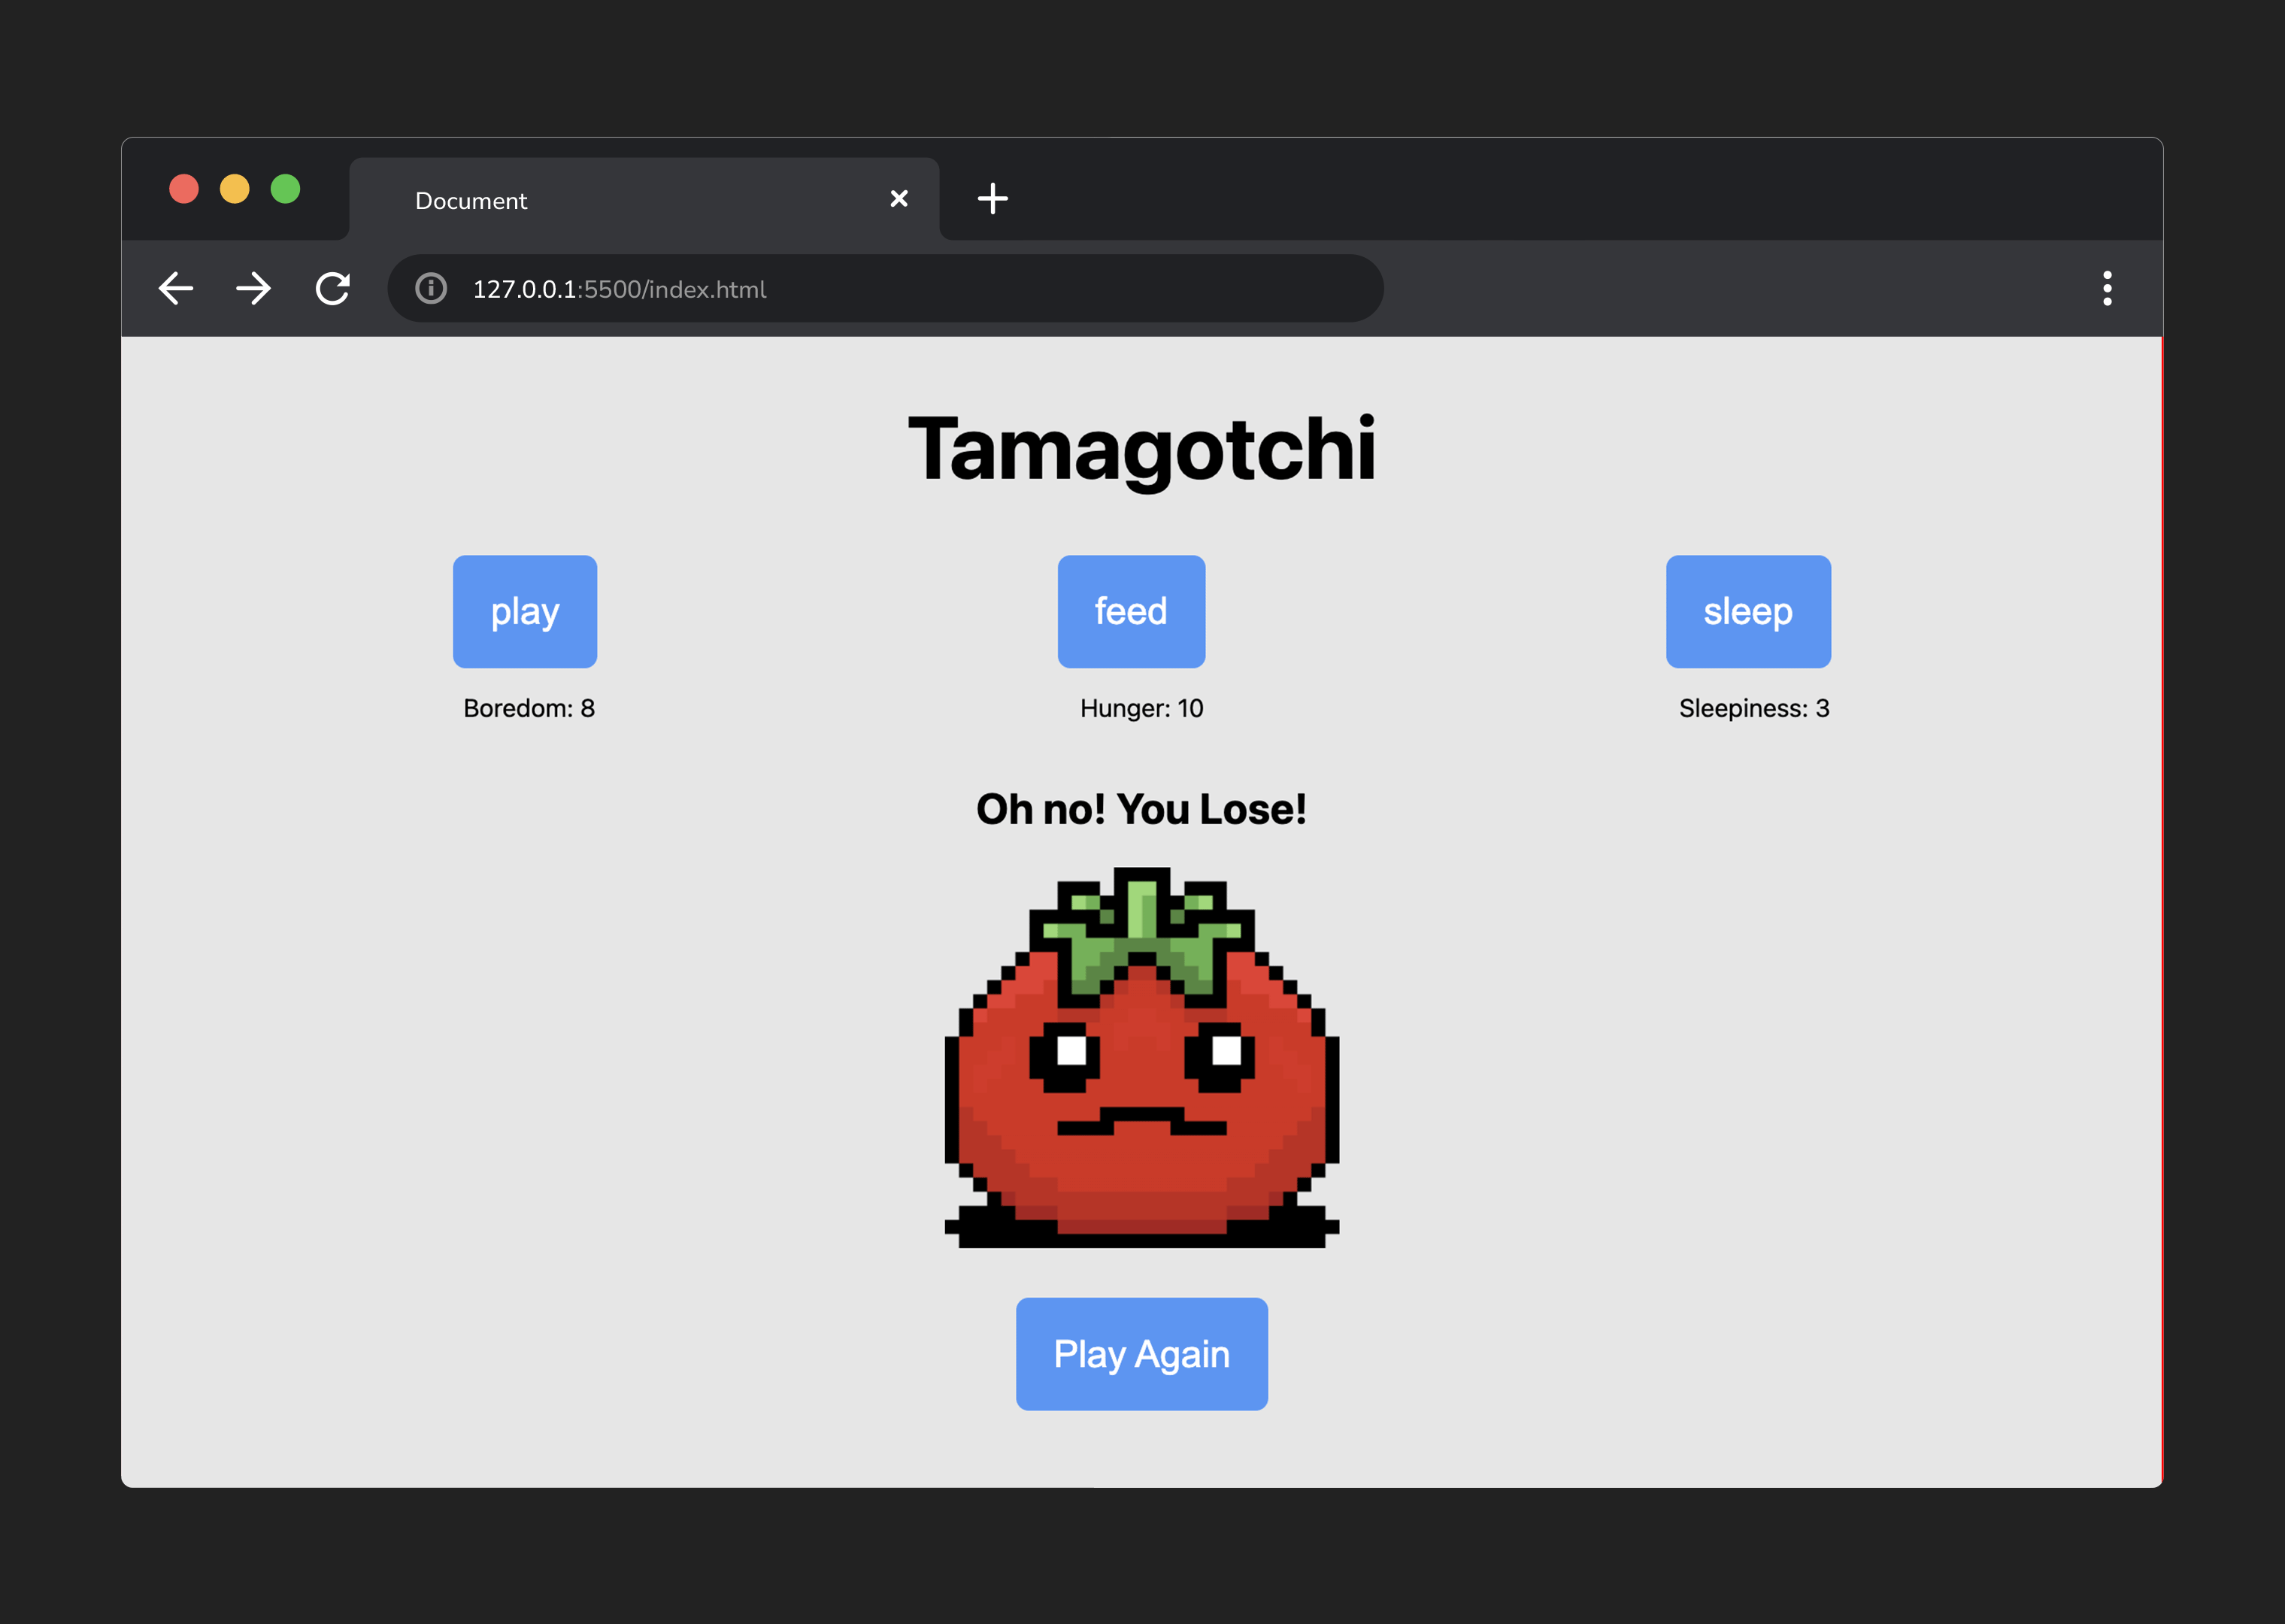 Document
127.0.0.1:5500/index.html
Tamagotchi
play
feed
sleep
Boredom: 8
Hunger: 10
Sleepiness: 3
Oh no! You Lose!
Play Again